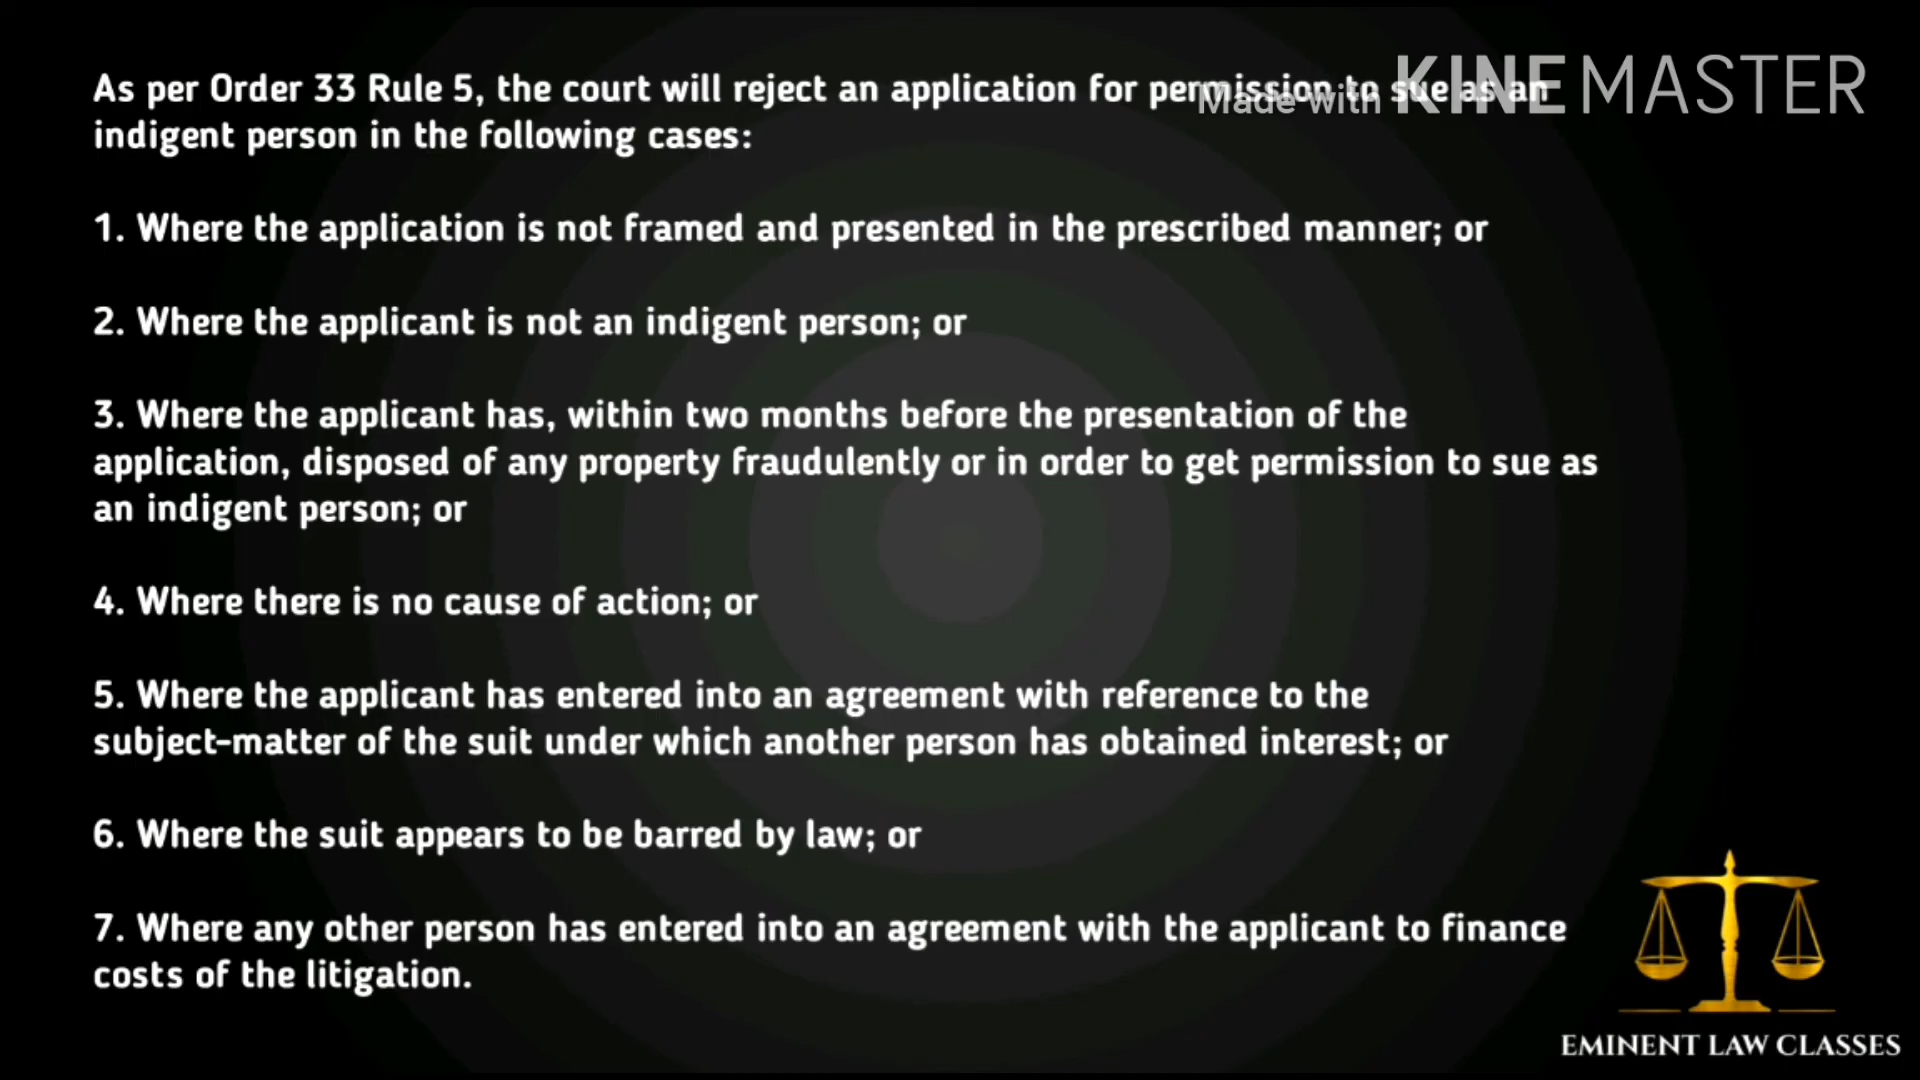 As per Order 33 Rule 5, the court will reject an application for permission to sue as an
Made with KINEMASTER
indigent person in the following cases:
1. Where the application is not framed and presented in the prescribed manner; or
2. Where the applicant is not an indigent person; or
3. Where the applicant has, within two months before the presentation of the
application, disposed of any property fraudulently or in order to get permission to sue as
an indigent person; or
4. Where there is no cause of action; or
5. Where the applicant has entered into an agreement with reference to the
subject-matter of the suit under which another person has obtained interest; or
6. Where the suit appears to be barred by law; or
7. Where any other person has entered into an agreement with the applicant to finance
costs of the litigation.
EMINENT LAW CLASSES